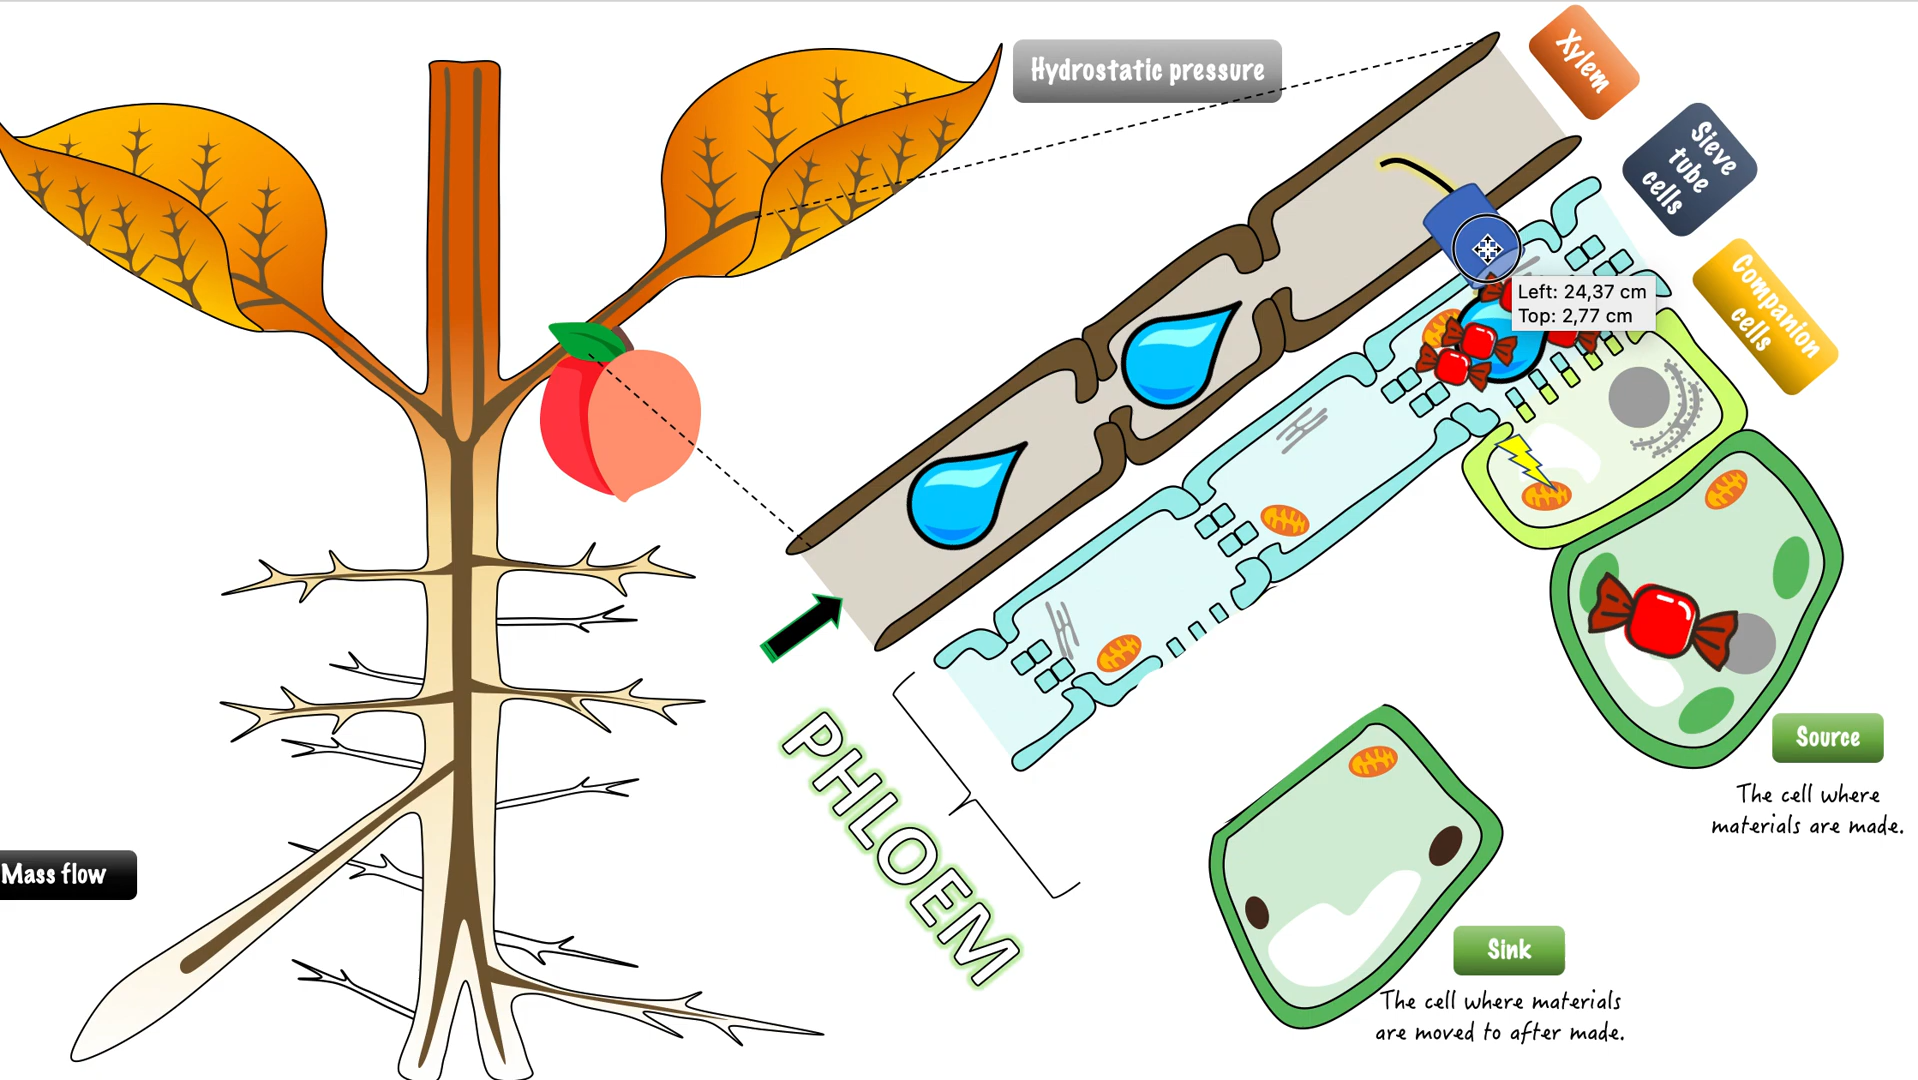 Hydrostatic pressure
Xylem
Sieve
tube
cells
Companion
cells
Left: 24,37 cm
Top: 2,77 cm
Source
The cell where
materials are made.
PHLOEM
Mass flow
Sink
The cell where materials
are moved to after made.